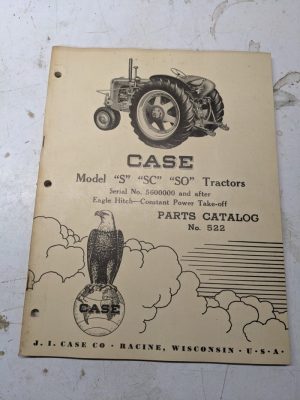 CASE
Model "S" "SC" "SO" Tractors
Serial No. 5600000 and after
Eagle Hitch—Constant Power Take-off
PARTS CATALOG
No. 522
CASE
J. I. CASE CO · RACINE, WISCONSIN · U·S·A·